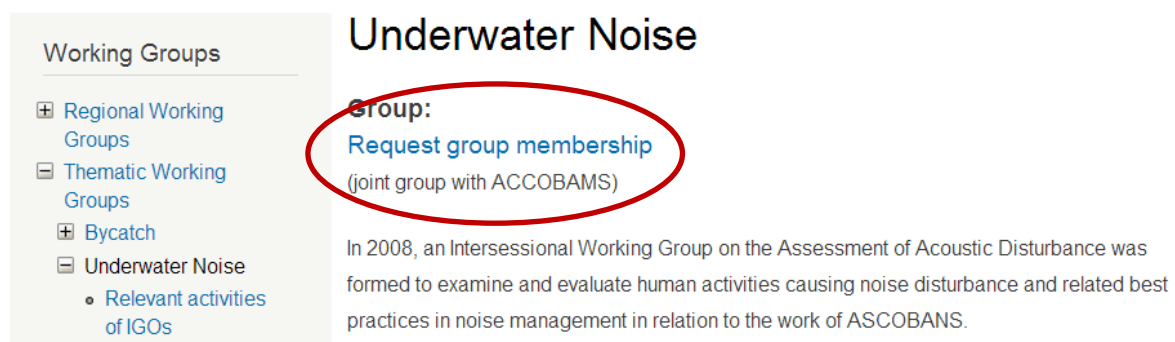 Working Groups
Regional Working
Groups
Thematic Working
Groups
Bycatch
Underwater Noise
Relevant activities
of IGOs
Underwater Noise
Group:
Request group membership
(joint group with ACCOBAMS)
In 2008, an Intersessional Working Group on the Assessment of Acoustic Disturbance was
formed to examine and evaluate human activities causing noise disturbance and related best
practices in noise management in relation to the work of ASCOBANS.